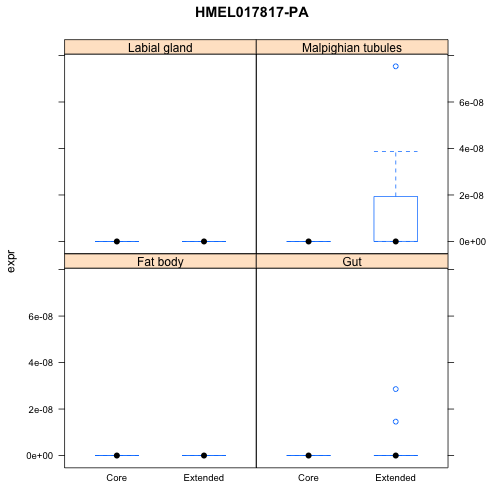 HMEL017817-PA
Labial gland Malpighian tubules
6e-08
4e-08
2e-08
0e+00
expr
Fat body Gut
6e-08
4e-08
2e-08
0e+00
Core Extended Core Extended